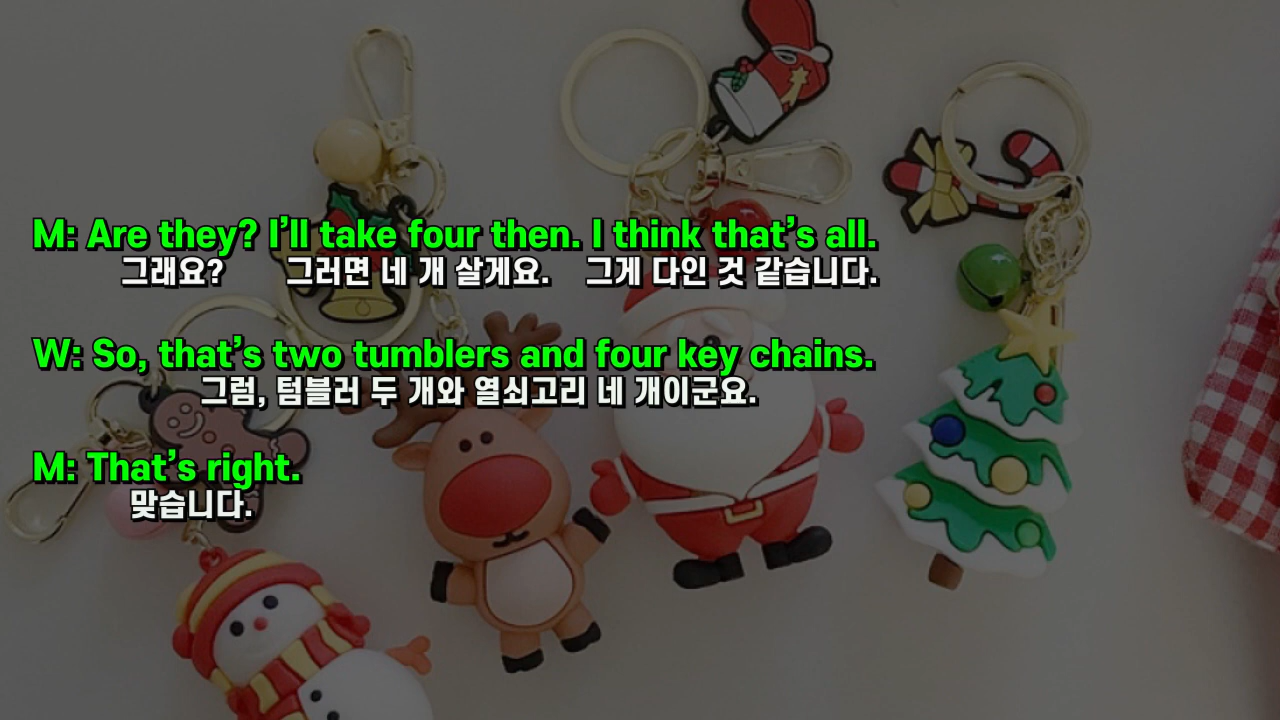 M: Are they? I’ll take four then. I think that’s all.
그래요? 그러면 네 개 살게요. 그게 다인 것 같습니다.
W: So, that’s two tumblers and four key chains.
그럼, 텀블러 두 개와 열쇠고리 네 개이군요.
M: That’s right.
맞습니다.